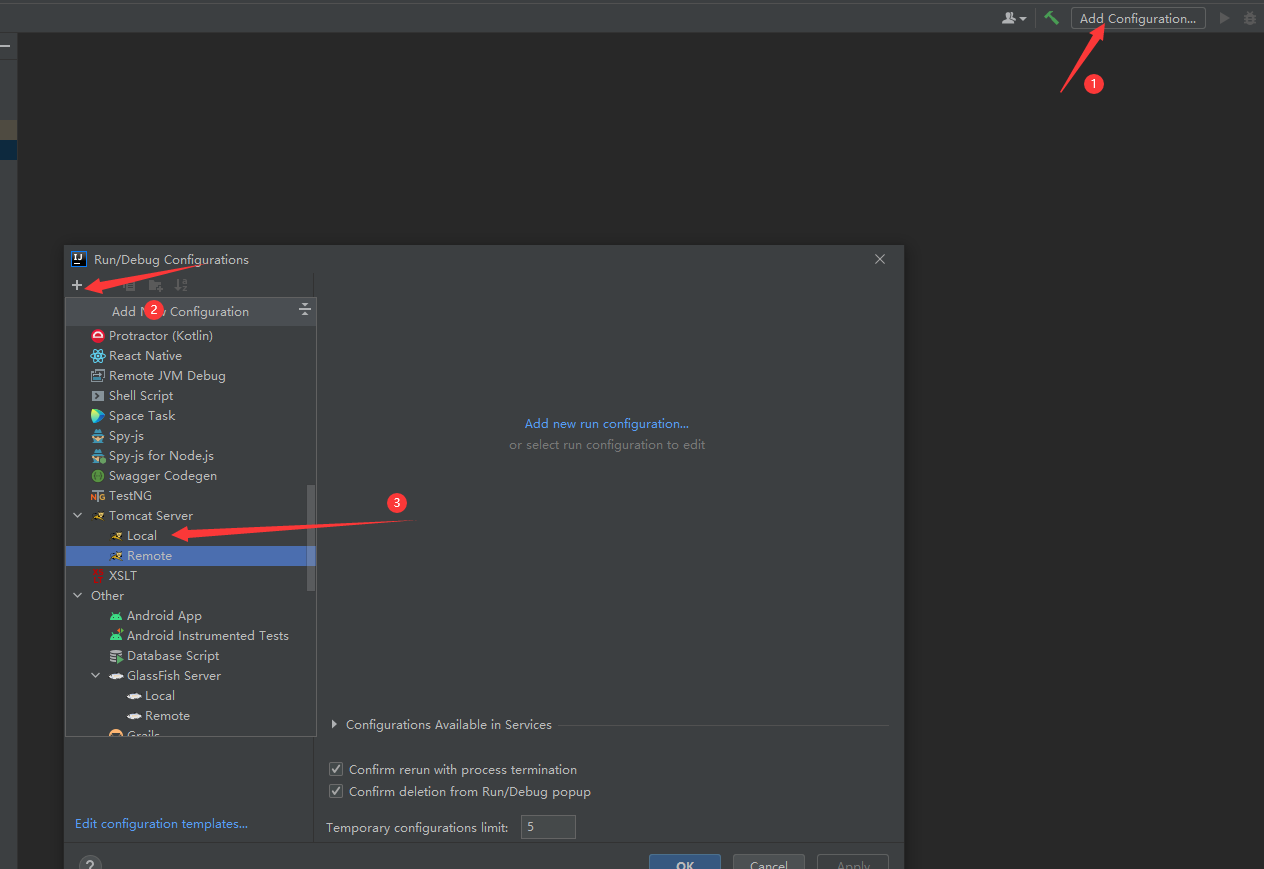 Add Configuration...
1
Run/Debug Configurations
2
Add New Configuration
Protractor (Kotlin)
React Native
Remote JVM Debug
Shell Script
Space Task
Spy-js
Spy-js for Node.js
Swagger Codegen
TestNG
Tomcat Server
Local
Remote
XSLT
Other
Android App
Android Instrumented Tests
Database Script
GlassFish Server
Local
Remote
Grails
3
Add new run configuration...
or select run configuration to edit
Configurations Available in Services
Confirm rerun with process termination
Confirm deletion from Run/Debug popup
Temporary configurations limit: 5
Edit configuration templates...
?
OK Cancel Apply